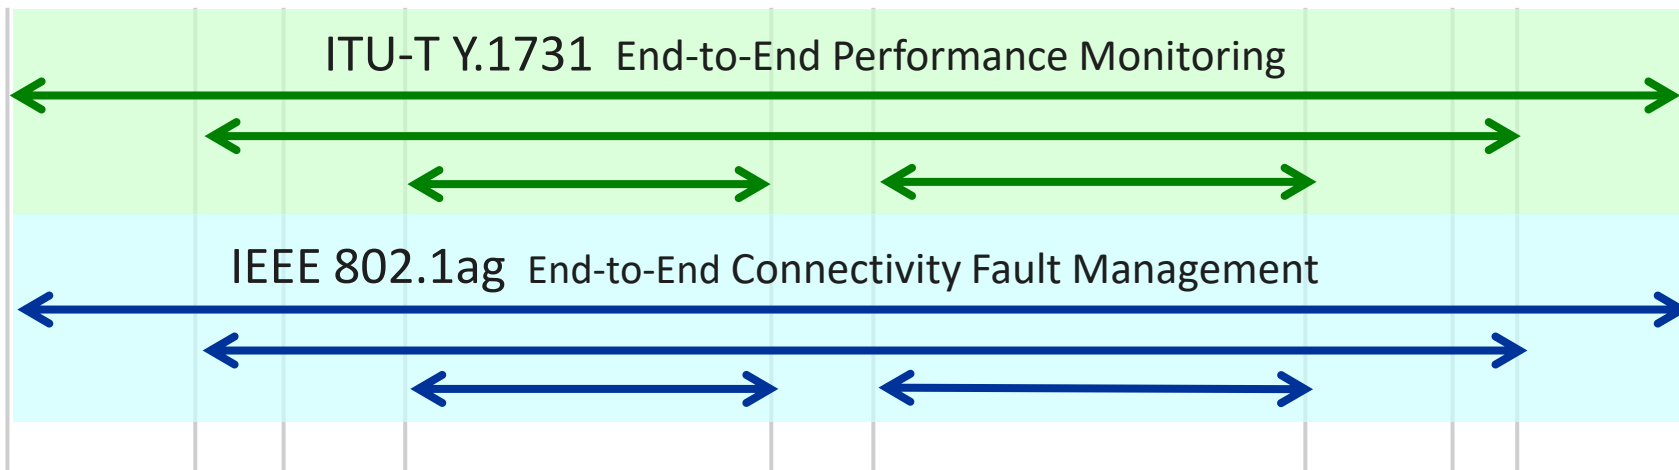 ITU-T Y.1731 End-to-End Performance Monitoring
IEEE 802.1ag End-to-End Connectivity Fault Management